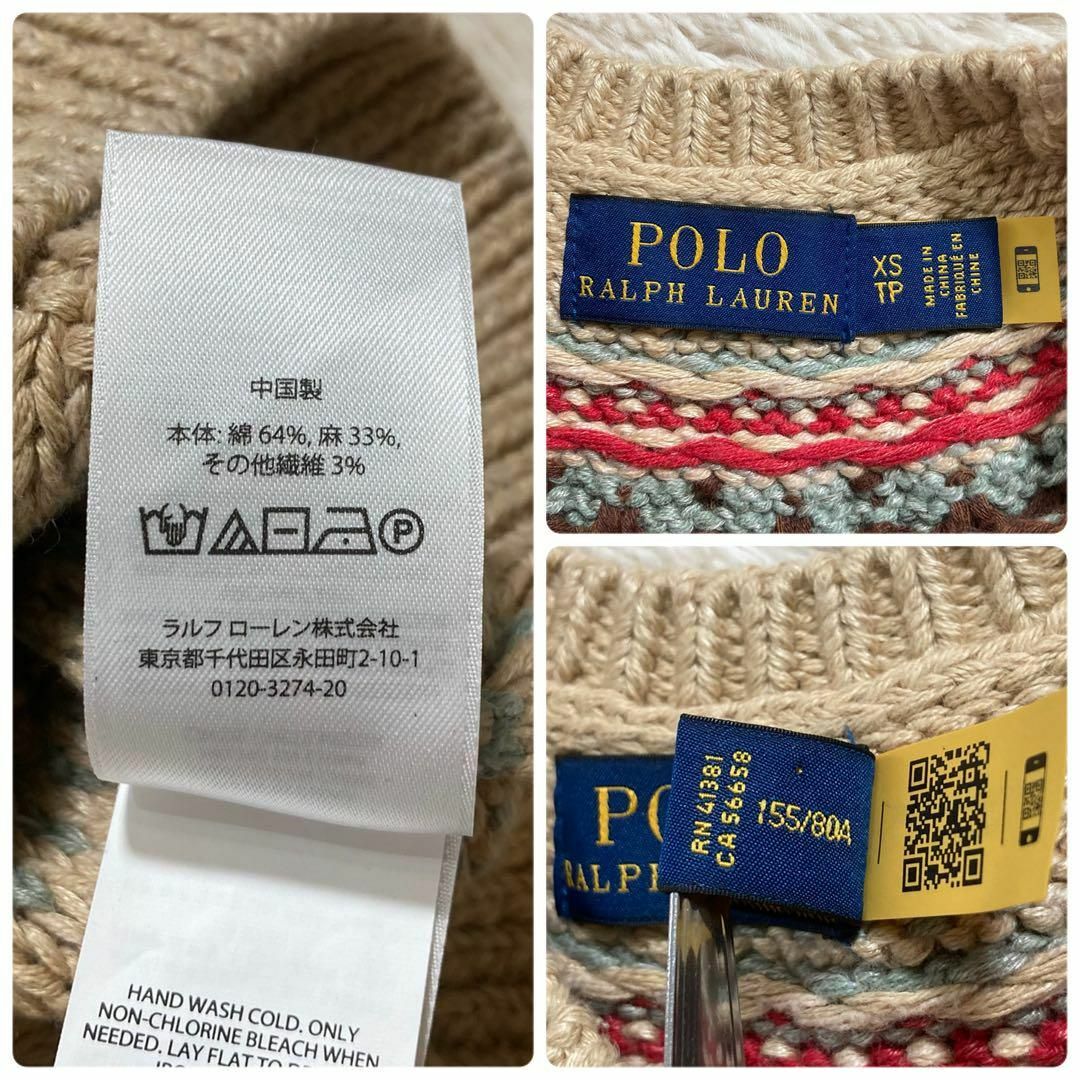 中国製
本体: 綿 64%, 麻 33%,
その他繊維 3%
P
ラルフ ローレン株式会社
東京都千代田区永田町2-10-1
0120-3274-20
HAND WASH COLD. ONLY
NON-CHLORINE BLEACH WHEN
NEEDED. LAY FLAT TO
POLO
RALPH LAUREN
XS
TP
MADE IN
CHINA
FABRIQUÉ EN
CHINE
RN 41381
CA 56658
155/80A